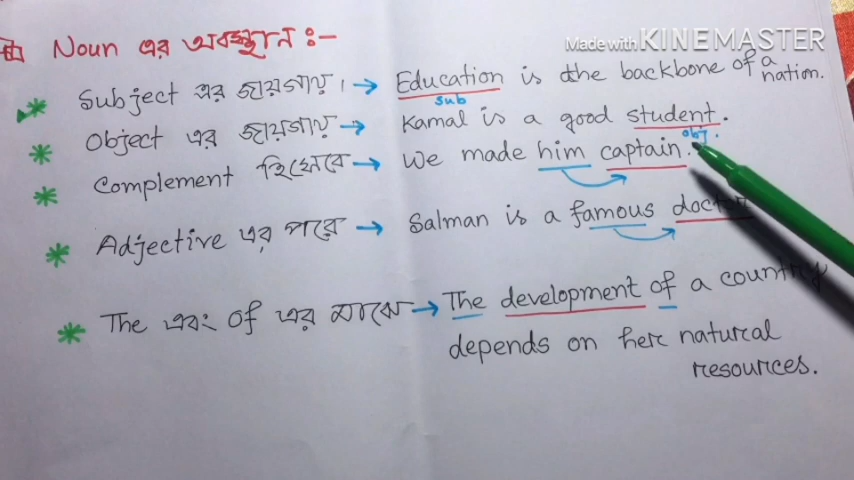 Made with KINEMASTER
Noun এর অবস্থান :-
Subject এর জায়গায়। → Education is the backbone of a nation.
Sub
Object এর জায়গায় → Kamal is a good student.
obj.
Complement হিসেবে → We made him captain.
Adjective এর পরে → Salman is a famous doctor
The এবং of এর মাঝে → The development of a country
depends on her natural
resources.